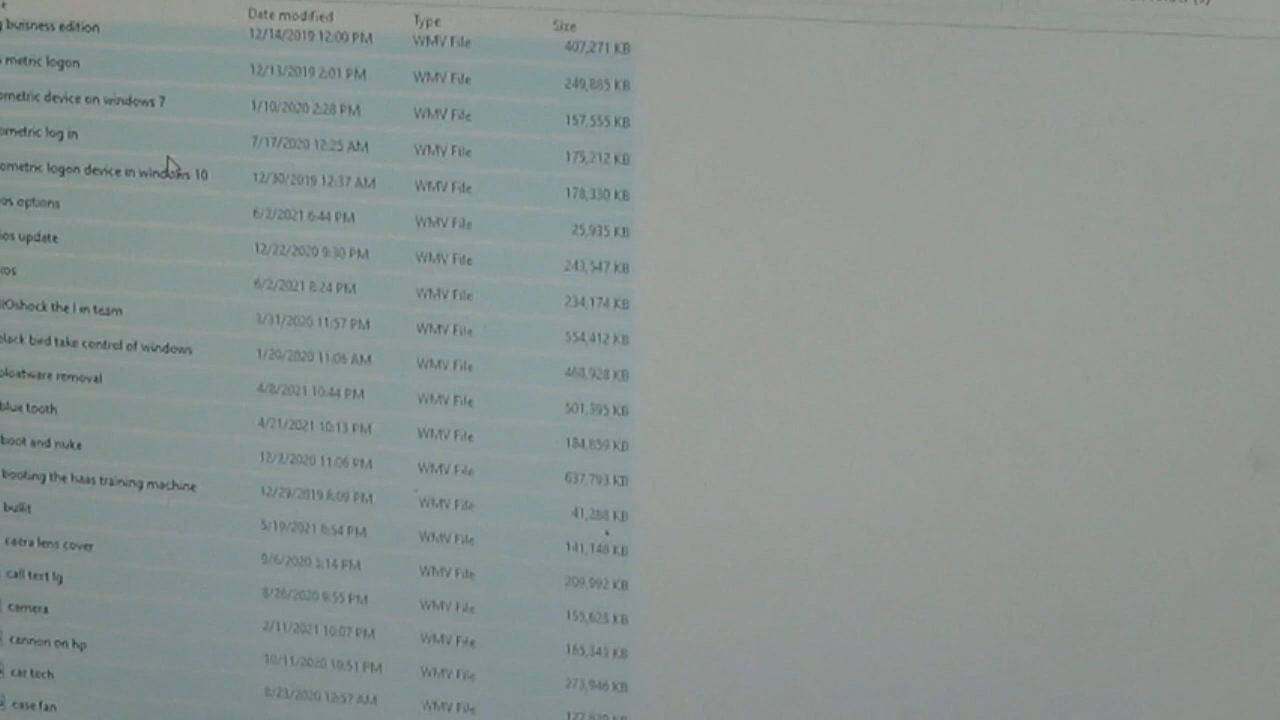 Date modified Type Size
buisness edition 12/14/2019 12:00 PM WMV File 407,271 KB
metric logon 12/13/2019 2:01 PM WMV File 249,885 KB
ometric device on windows 7 1/10/2020 2:28 PM WMV File 157,555 KB
ometric log in 7/17/2020 12:25 AM WMV File 175,212 KB
ometric logon device in windows 10 12/30/2019 12:37 AM WMV File 178,330 KB
os options 6/2/2021 6:44 PM WMV File 25,935 KB
ios update 12/22/2020 9:30 PM WMV File 243,547 KB
ios 6/2/2021 8:24 PM WMV File 234,174 KB
the I in team 3/31/2020 11:57 PM WMV File 554,412 KB
black bird take control of windows 1/20/2020 11:06 AM WMV File 468,928 KB
bloatware removal 4/8/2021 10:44 PM WMV File 501,395 KB
blue tooth 4/21/2021 10:13 PM WMV File 184,859 KB
boot and nuke 11:06 PM WMV File 637,793 KB
booting the haas training machine 12/29/2019 WMV File 41,288 KB
bullit 5/19/2021 WMV File 141,148 KB
caera lens cover 9/6/2020 WMV File 209,992 KB
call text lg WMV File 155,625 KB
camera 2/11/2021 10:07 PM WMV File 165,343 KB
cannon on hp 10/11/2020 10:51 PM WMV File 273,946 KB
car tech 8/23/2020 12:57 AM WMV File
case fan